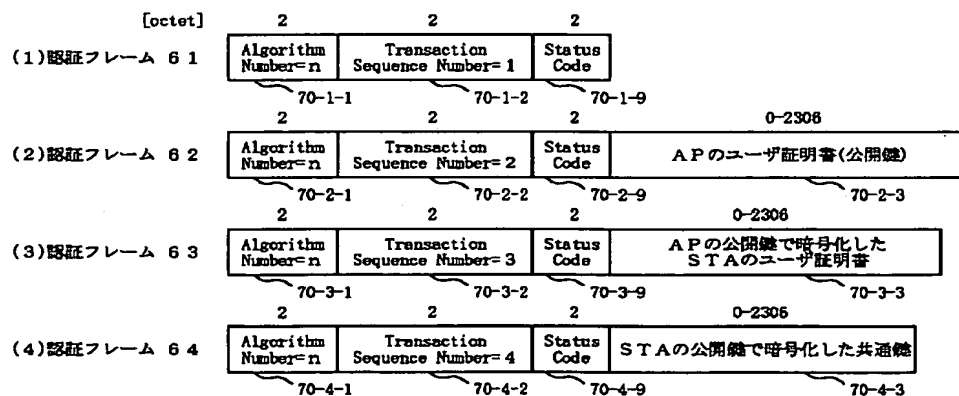 [octet] 2 2 2
(1)認証フレーム 61 Algorithm Number=n Transaction Sequence Number=1 Status Code
70-1-1 70-1-2 70-1-9
2 2 2 0-2306
(2)認証フレーム 62 Algorithm Number=n Transaction Sequence Number=2 Status Code APのユーザ証明書(公開鍵)
70-2-1 70-2-2 70-2-9 70-2-3
2 2 2 0-2306
(3)認証フレーム 63 Algorithm Number=n Transaction Sequence Number=3 Status Code APの公開鍵で暗号化した STAのユーザ証明書
70-3-1 70-3-2 70-3-9 70-3-3
2 2 2 0-2306
(4)認証フレーム 64 Algorithm Number=n Transaction Sequence Number=4 Status Code STAの公開鍵で暗号化した共通鍵
70-4-1 70-4-2 70-4-9 70-4-3